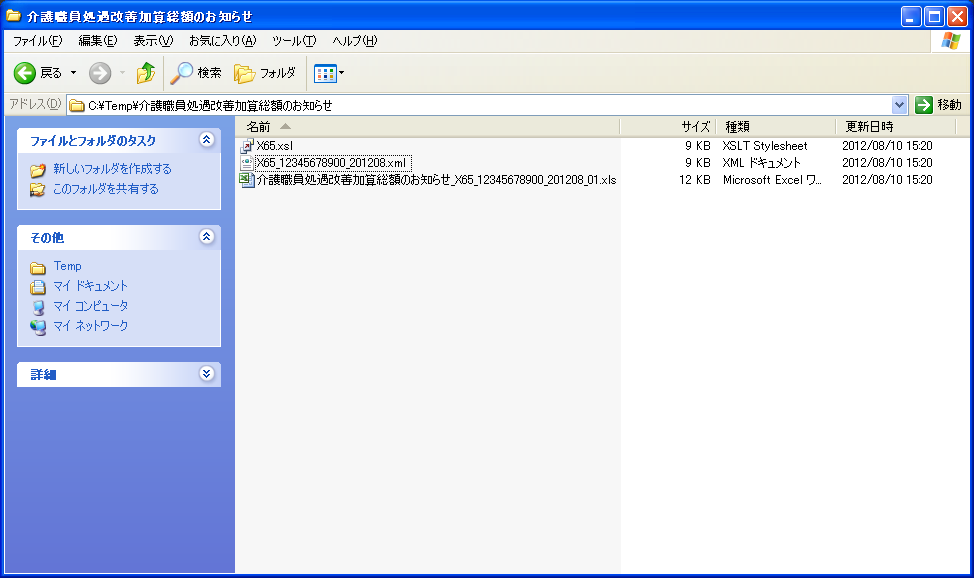 介護職員処遇改善加算総額のお知らせ
ファイル(F) 編集(E) 表示(V) お気に入り(A) ツール(T) ヘルプ(H)
戻る 検索 フォルダ
アドレス(D) C:¥Temp¥介護職員処遇改善加算総額のお知らせ 移動
ファイルとフォルダのタスク
新しいフォルダを作成する
このフォルダを共有する
その他
Temp
マイ ドキュメント
マイ コンピュータ
マイ ネットワーク
詳細
名前 サイズ 種類 更新日時
X65.xsl 9 KB XSLT Stylesheet 2012/08/10 15:20
X65_12345678900_201208.xml 9 KB XML ドキュメント 2012/08/10 15:20
介護職員処遇改善加算総額のお知らせ_X65_12345678900_201208_01.xls 12 KB Microsoft Excel ワ... 2012/08/10 15:20